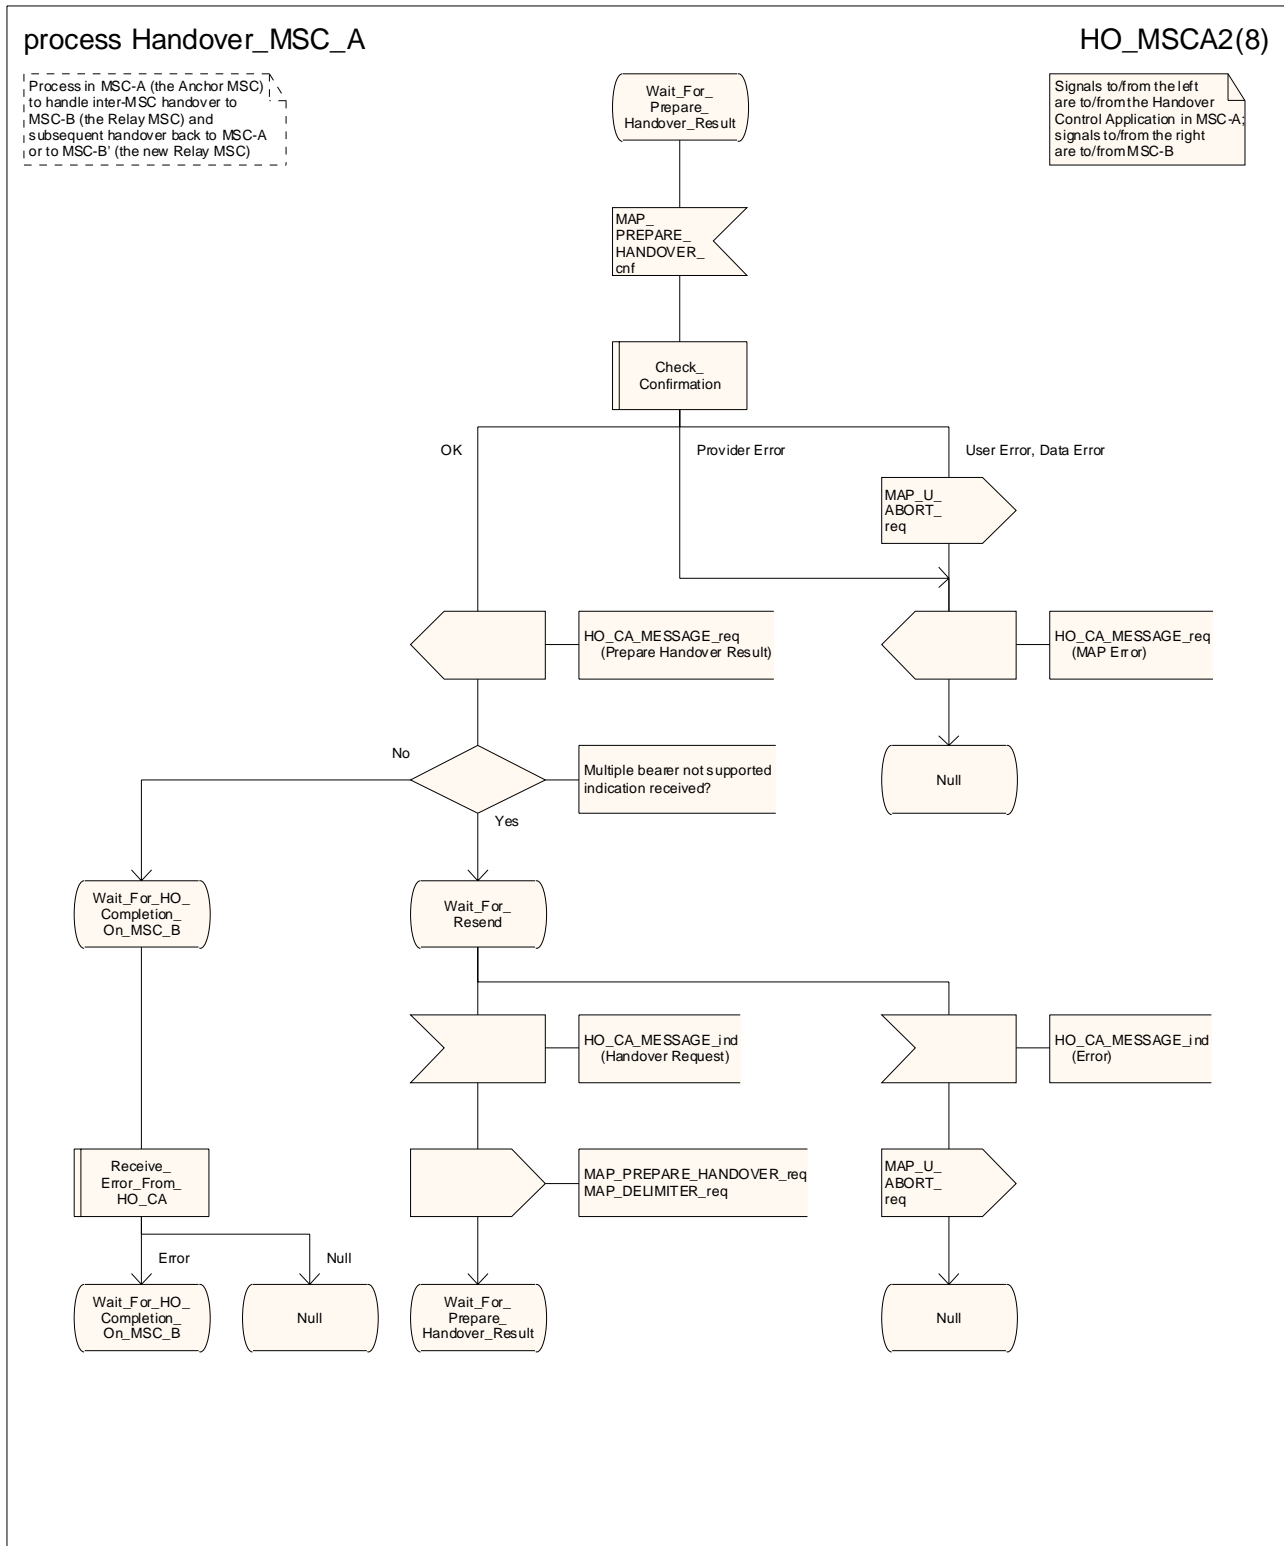 process Handover_MSC_A
HO_MSCA2(8)
Process in MSC-A (the Anchor MSC)
to handle inter-MSC handover to
MSC-B (the Relay MSC) and
subsequent handover back to MSC-A
or to MSC-B' (the new Relay MSC)
Wait_For_
Prepare_
Handover_Result
Signals to/from the left
are to/from the Handover
Control Application in MSC-A;
signals to/from the right
are to/from MSC-B
MAP_
PREPARE_
HANDOVER_
cnf
Check_
Confirmation
OK
Provider Error
User Error, Data Error
MAP_U_
ABORT_
req
HO_CA_MESSAGE_req
(Prepare Handover Result)
HO_CA_MESSAGE_req
(MAP Error)
No
Multiple bearer not supported
indication received?
Null
Yes
Wait_For_HO_
Completion_
On_MSC_B
Wait_For_
Resend
HO_CA_MESSAGE_ind
(Handover Request)
HO_CA_MESSAGE_ind
(Error)
Receive_
Error_From_
HO_CA
MAP_PREPARE_HANDOVER_req
MAP_DELIMITER_req
MAP_U_
ABORT_
req
Error
Null
Wait_For_HO_
Completion_
On_MSC_B
Null
Wait_For_
Prepare_
Handover_Result
Null